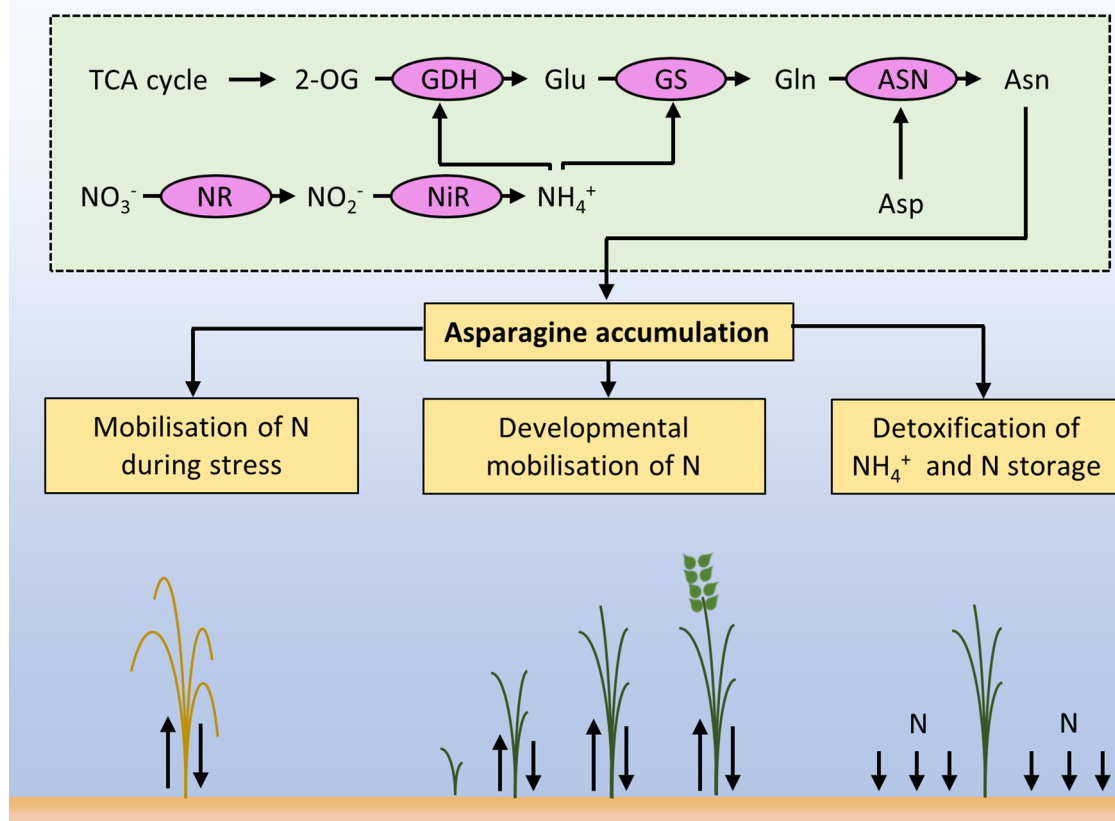 TCA cycle 2-OG GDH Glu GS Gln ASN Asn
NO₃⁻ NR NO₂⁻ NiR NH₄⁺
Asp
Asparagine accumulation
Mobilisation of N
during stress
Developmental
mobilisation of N
Detoxification of
NH₄⁺ and N storage
N N